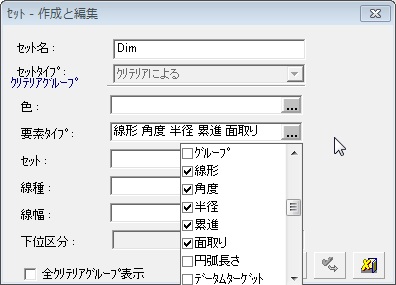 ｾｯﾄ - 作成と編集
ｾｯﾄ名 :
Dim
ｾｯﾄﾀｲﾌﾟ :
ｸﾘﾃﾘｱによる
ｸﾘﾃﾘｱｸﾞﾙｰﾌﾟ
色 :
...
要素ﾀｲﾌﾟ :
線形 角度 半径 累進 面取り
...
ｾｯﾄ :
線種 :
線幅 :
下位区分 :
ｸﾞﾙｰﾌﾟ
線形
角度
半径
累進
面取り
円弧長さ
ﾃﾞｰﾀﾑﾀｰｹﾞｯﾄ
全ｸﾘﾃﾘｱｸﾞﾙｰﾌﾟ表示